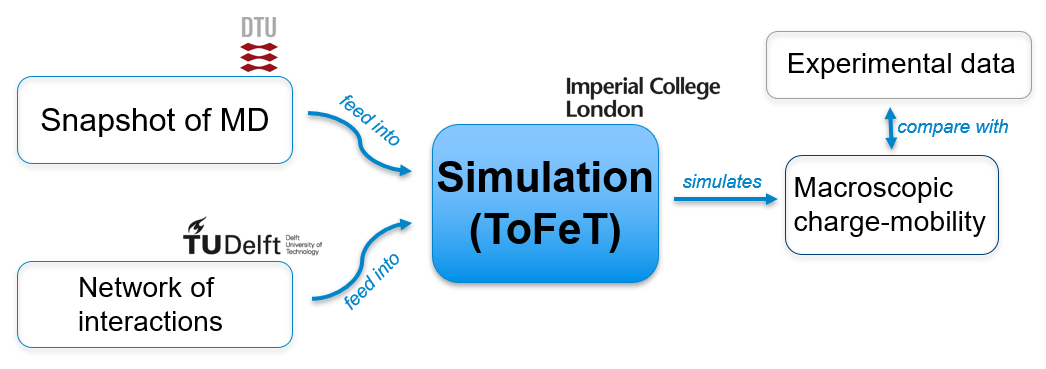 DTU
Snapshot of MD
feed into
TUDelft
Delft
University of
Technology
Network of
interactions
feed into
Imperial College
London
Simulation
(ToFeT)
simulates
Experimental data
compare with
Macroscopic
charge-mobility